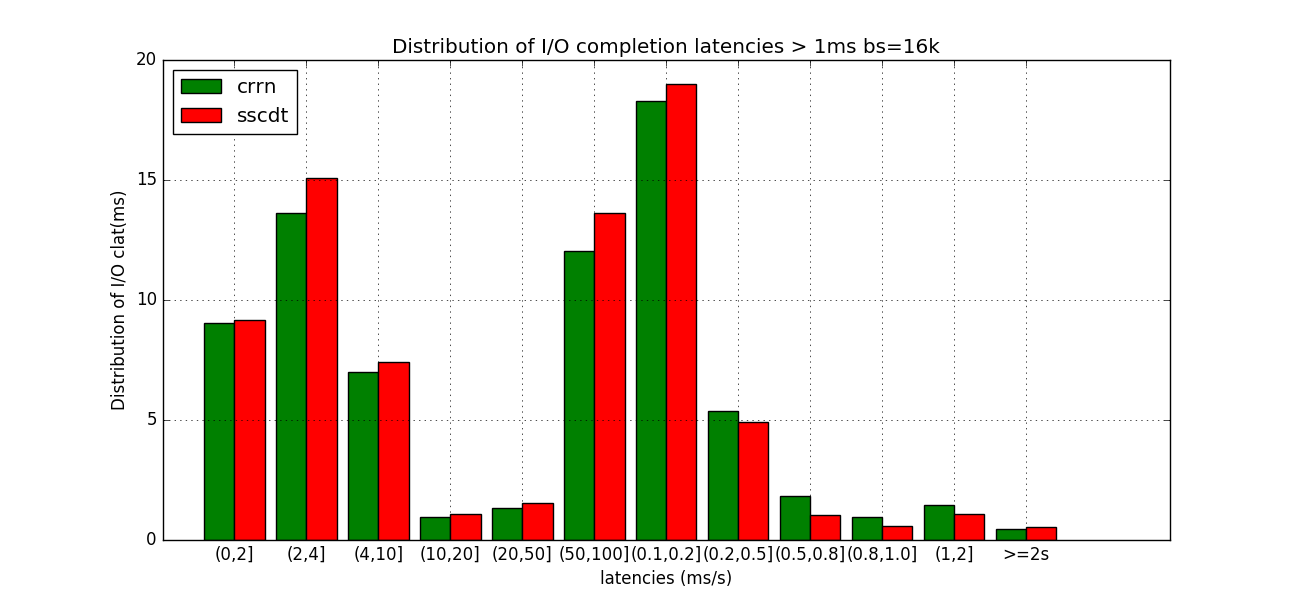 Distribution of I/O completion latencies > 1ms bs=16k
20
15
10
5
0
Distribution of I/O clat(ms)
crrn
sscdt
(0,2] (2,4] (4,10] (10,20] (20,50] (50,100] (0.1,0.2] (0.2,0.5] (0.5,0.8] (0.8,1.0] (1,2] >=2s
latencies (ms/s)